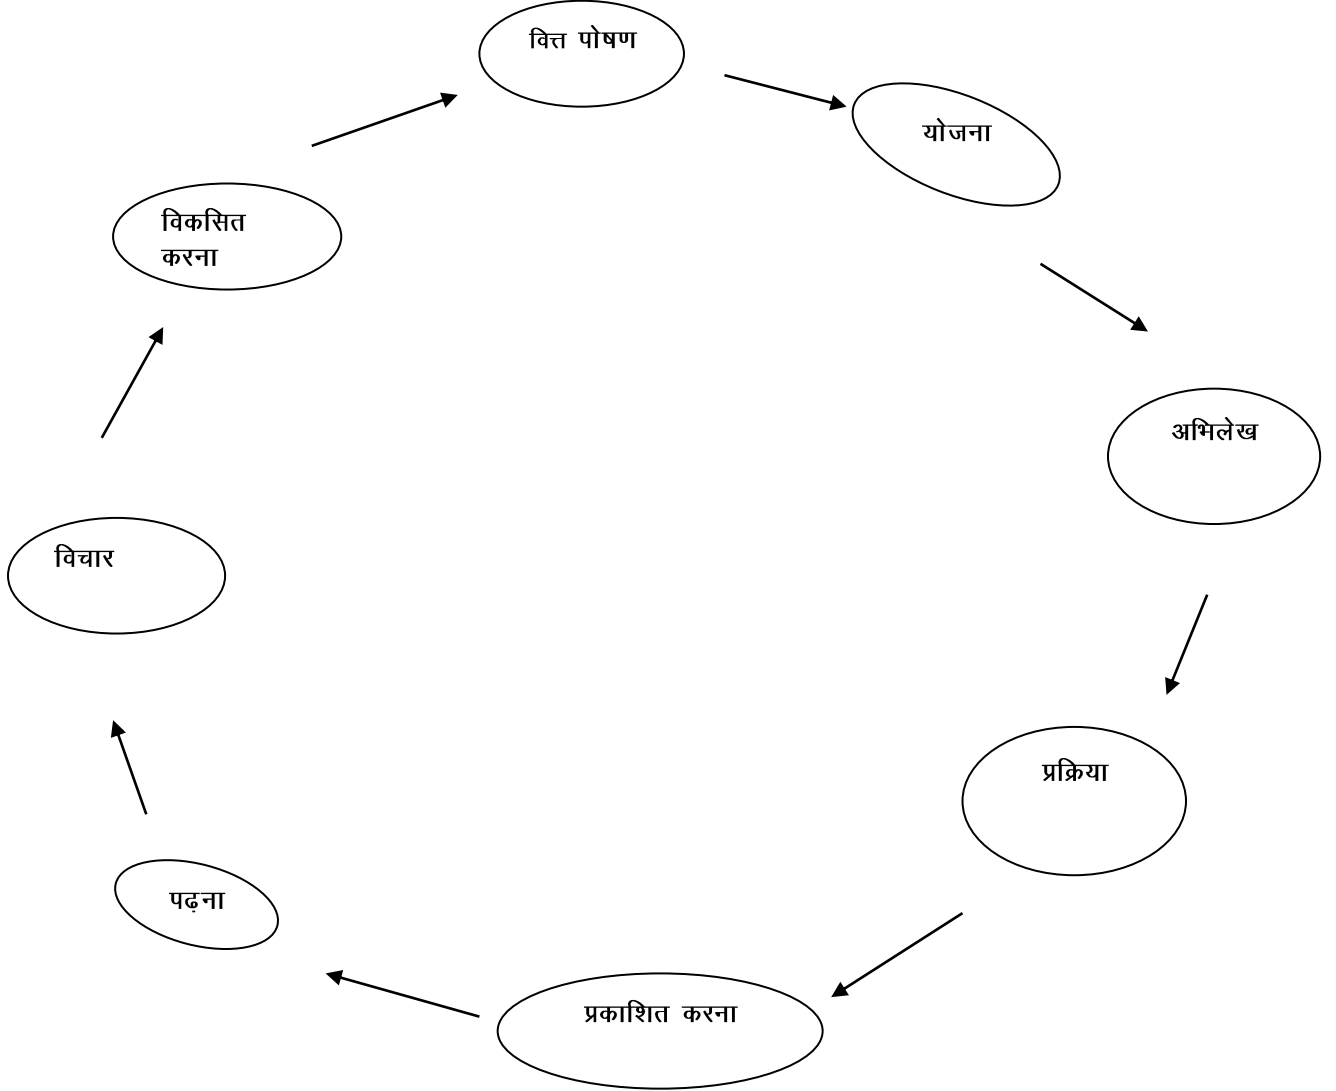 वित्त पोषण
योजना
विकसित
करना
अभिलेख
विचार
प्रक्रिया
पढ़ना
प्रकाशित करना